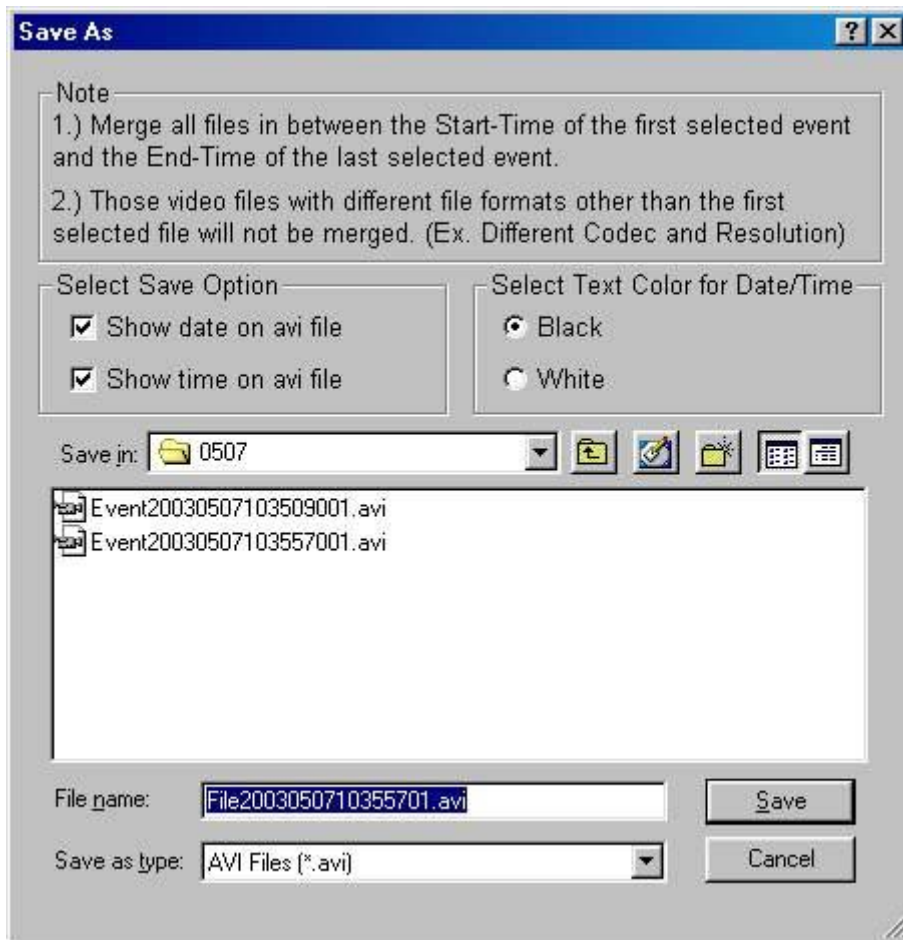 Save As
Note
1.) Merge all files in between the Start-Time of the first selected event
and the End-Time of the last selected event.
2.) Those video files with different file formats other than the first
selected file will not be merged. (Ex. Different Codec and Resolution)
Select Save Option
Show date on avi file
Show time on avi file
Select Text Color for Date/Time
Black
White
Save in: 0507
Event20030507103509001.avi
Event20030507103557001.avi
File name: File2003050710355701.avi
Save
Save as type: AVI Files (*.avi)
Cancel